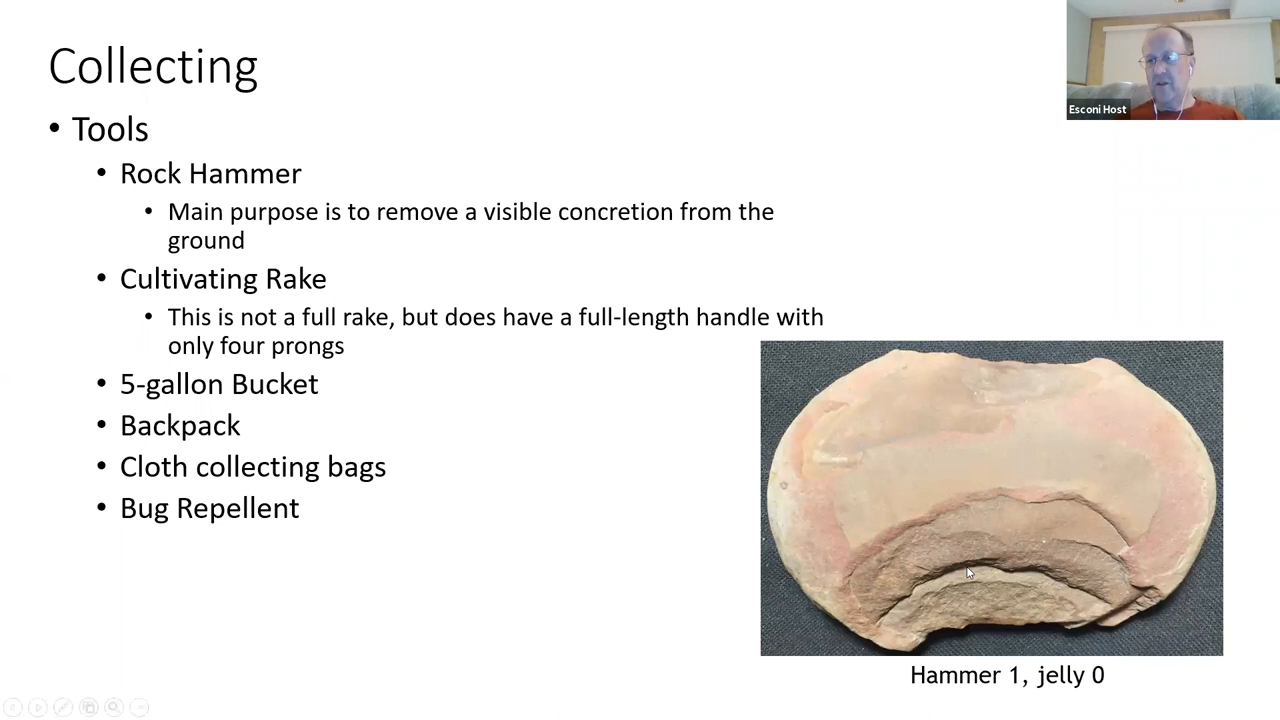 Collecting
Esconi Host
• Tools
• Rock Hammer
• Main purpose is to remove a visible concretion from the
ground
• Cultivating Rake
• This is not a full rake, but does have a full-length handle with
only four prongs
• 5-gallon Bucket
• Backpack
• Cloth collecting bags
• Bug Repellent
Hammer 1, jelly 0